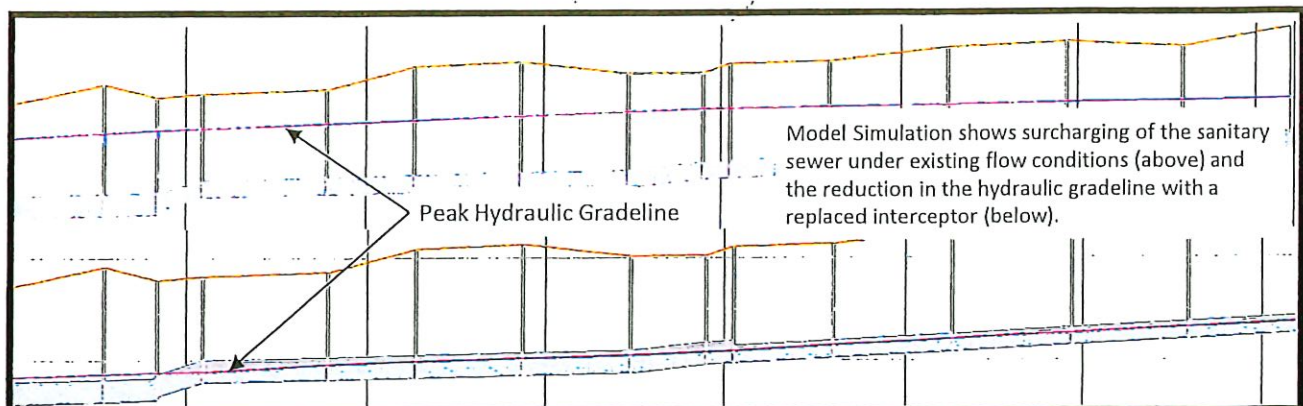 Model Simulation shows surcharging of the sanitary
sewer under existing flow conditions (above) and
the reduction in the hydraulic gradeline with a
replaced interceptor (below).
Peak Hydraulic Gradeline